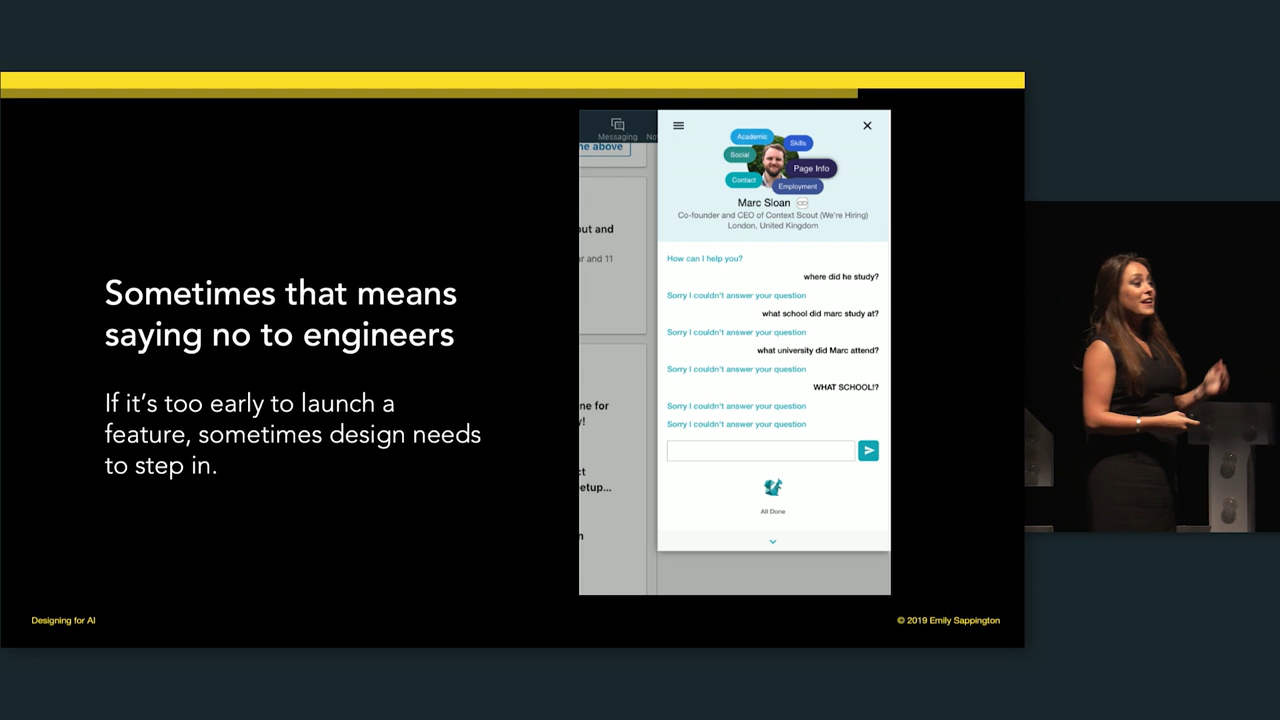 Sometimes that means
saying no to engineers
If it's too early to launch a
feature, sometimes design needs
to step in.
Messaging
No
ne above
out and
ar and 11
ne for
y!
ct
etup...
n
Academic
Skills
Social
Page Info
Contact
Employment
Marc Sloan
Co-founder and CEO of Context Scout (We're Hiring)
London, United Kingdom
How can I help you?
where did he study?
Sorry I couldn't answer your question
what school did marc study at?
Sorry I couldn't answer your question
what university did Marc attend?
Sorry I couldn't answer your question
WHAT SCHOOL!?
Sorry I couldn't answer your question
Sorry I couldn't answer your question
All Done
Designing for AI
© 2019 Emily Sappington